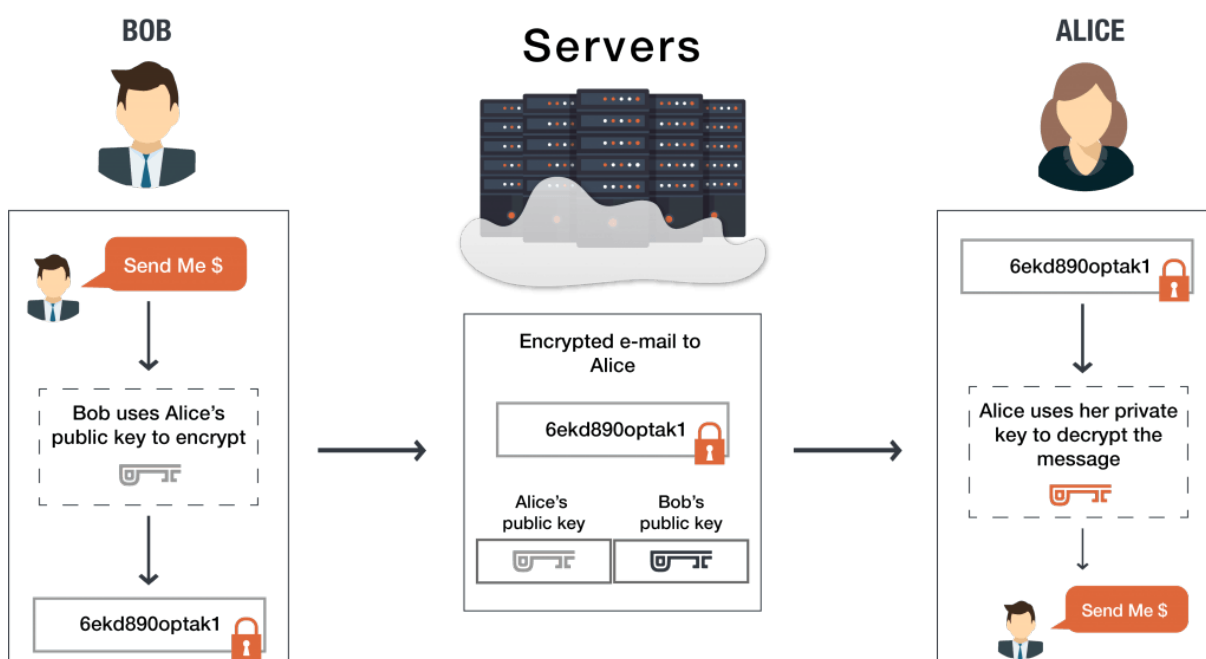 BOB
Servers
ALICE
Send Me $
Bob uses Alice's
public key to encrypt
6ekd890optak1
Encrypted e-mail to
Alice
6ekd890optak1
Alice's
public key
Bob's
public key
6ekd890optak1
Alice uses her private
key to decrypt the
message
Send Me $